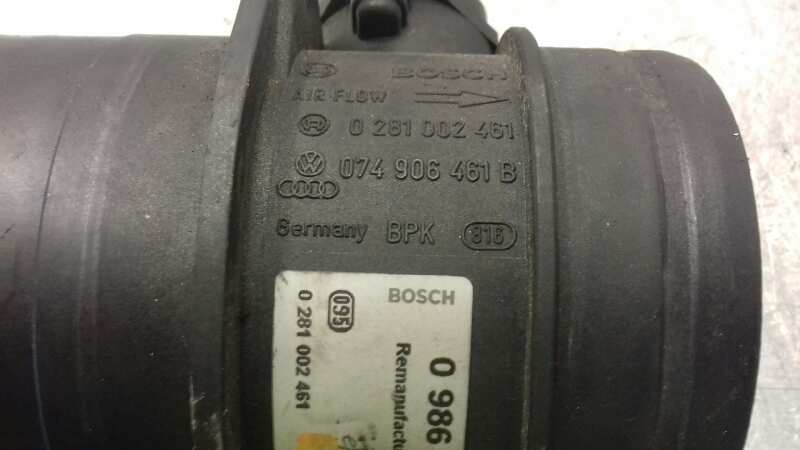 BOSCH
AIR FLOW
0 281 002 461
074 906 461 B
Germany BPK 816
BOSCH
0 986
Remanufactu
095
0 281 002 461